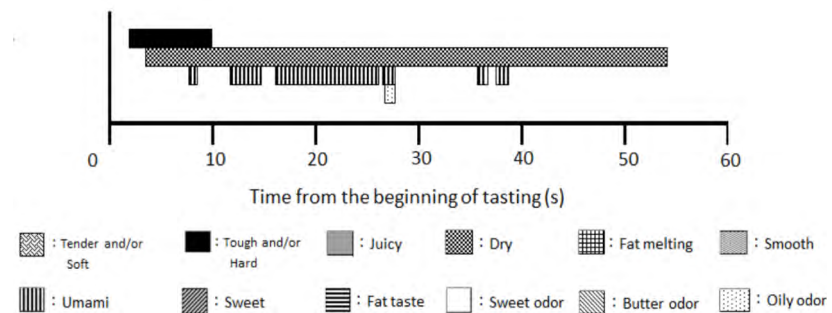 0 10 20 30 40 50 60
Time from the beginning of tasting (s)
: Tender and/or Soft
: Tough and/or Hard
: Juicy
: Dry
: Fat melting
: Smooth
: Umami
: Sweet
: Fat taste
: Sweet odor
: Butter odor
: Oily odor